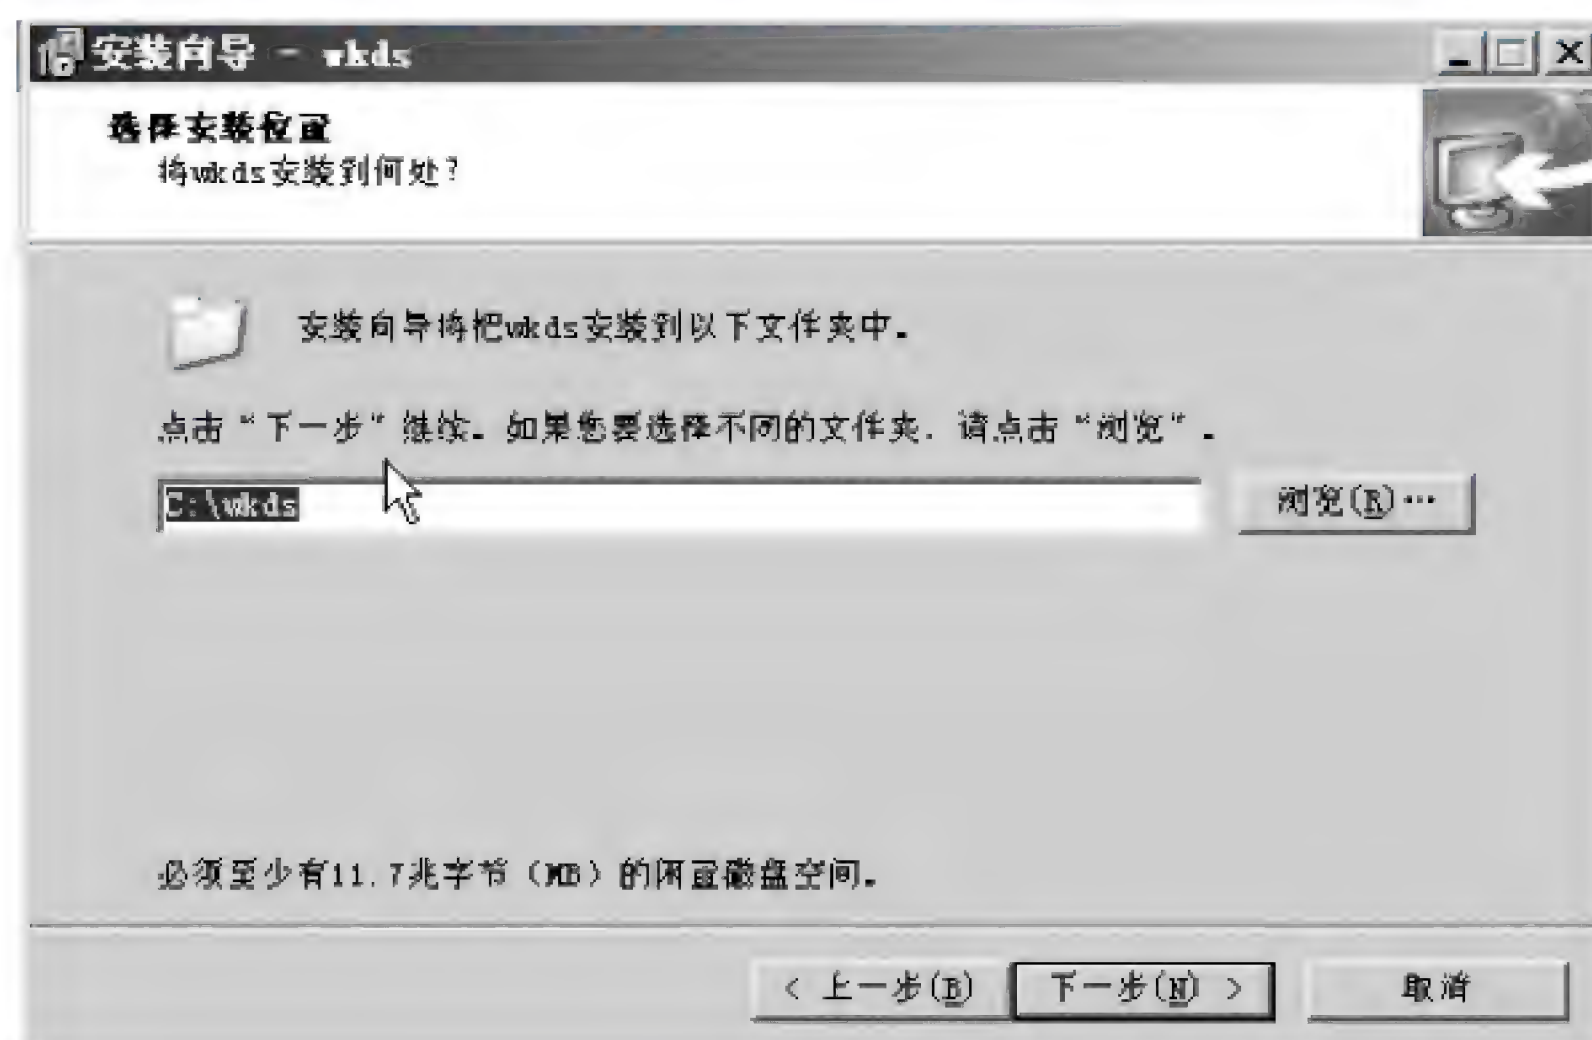 安装向导 - wkds
选择安装位置
将wkds安装到何处?
安装向导将把wkds安装到以下文件夹中。
点击“下一步”继续。如果您要选择不同的文件夹，请点击“浏览”。
C:\wkds
浏览(R)…
必须至少有11.7兆字节（MB）的闲置磁盘空间。
< 上一步(B) 下一步(N) > 取消